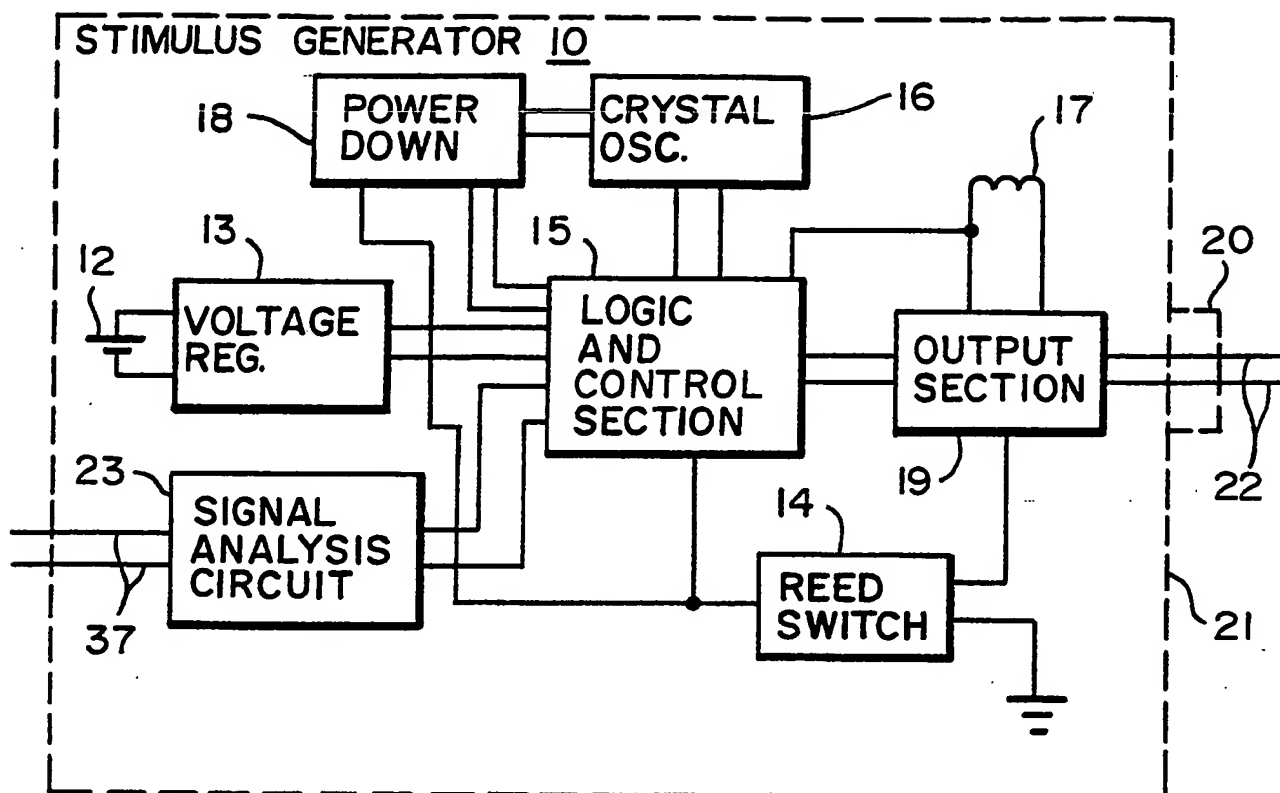 STIMULUS GENERATOR 10
18
POWER
DOWN
CRYSTAL
OSC.
16
17
12
13
VOLTAGE
REG.
15
LOGIC
AND
CONTROL
SECTION
OUTPUT
SECTION
20
19
22
23
SIGNAL
ANALYSIS
CIRCUIT
37
14
REED
SWITCH
21